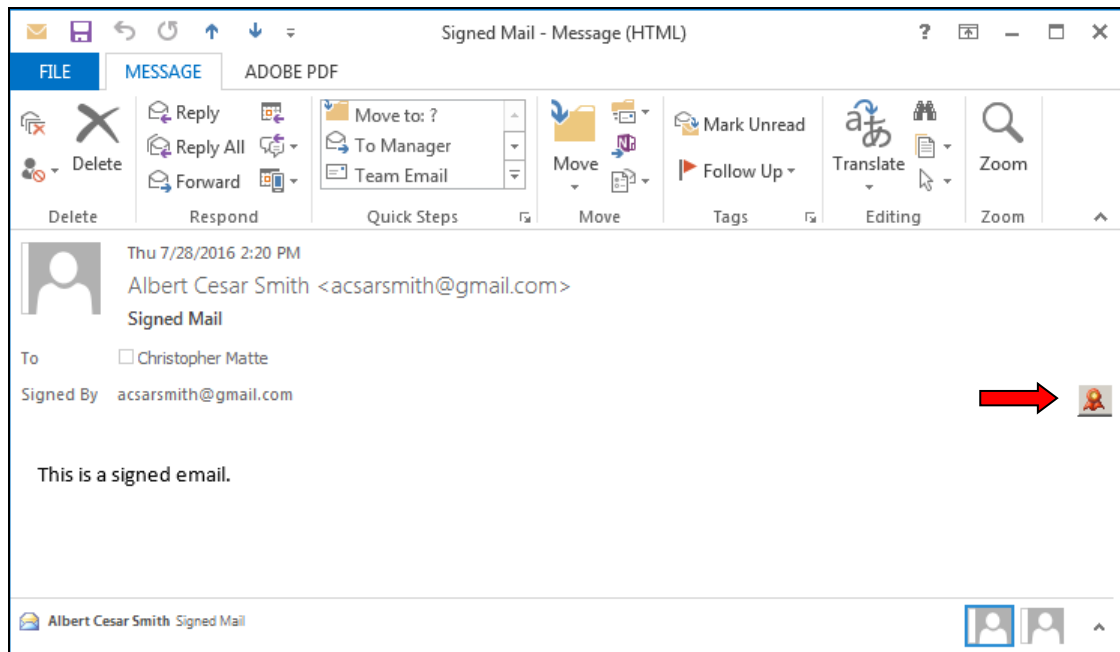 Signed Mail - Message (HTML)
?
FILE MESSAGE ADOBE PDF
Reply
Reply All
Forward
Delete
Move to: ?
To Manager
Team Email
Move
Mark Unread
Follow Up
Translate
Zoom
Delete Respond Quick Steps Move Tags Editing Zoom
Thu 7/28/2016 2:20 PM
Albert Cesar Smith <acsarsmith@gmail.com>
Signed Mail
To Christopher Matte
Signed By acsarsmith@gmail.com
This is a signed email.
Albert Cesar Smith Signed Mail